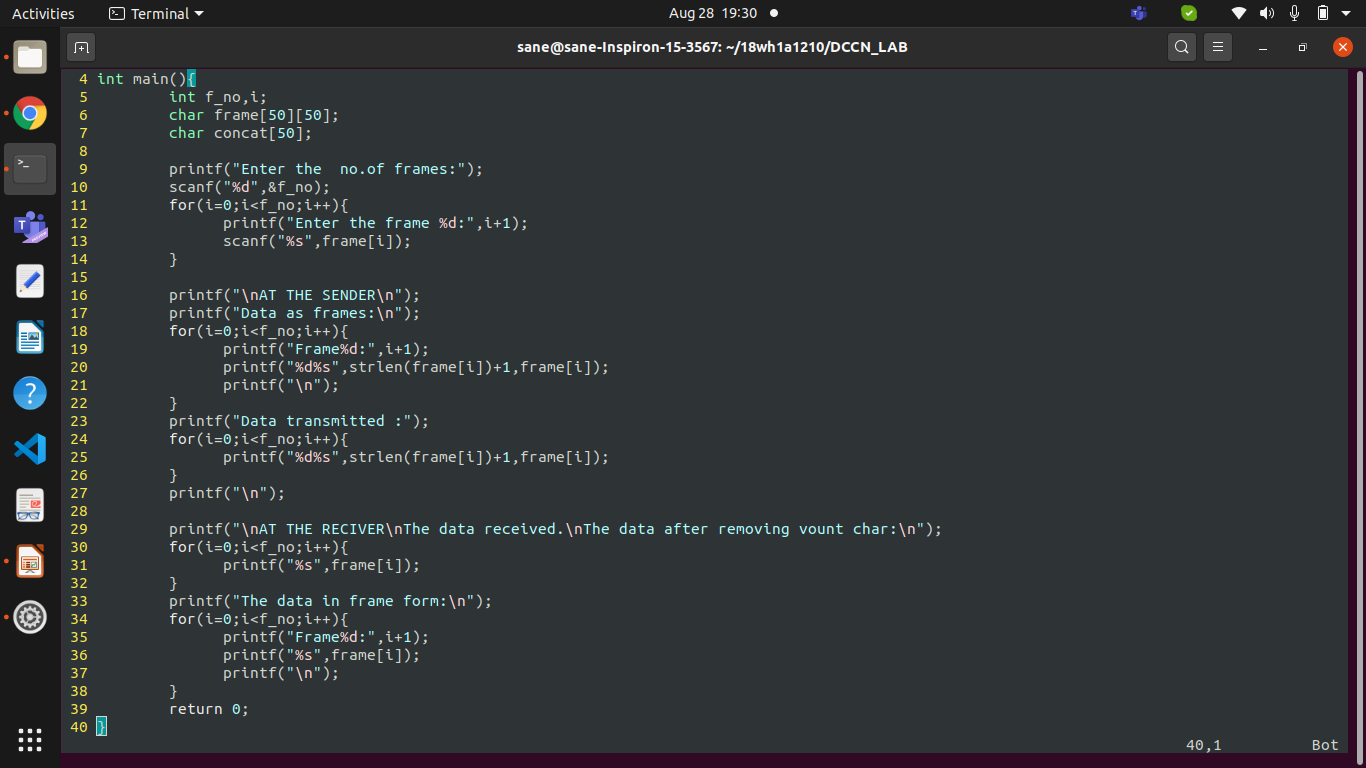 Activities Terminal Aug 28 19:30
sane@sane-Inspiron-15-3567: ~/18wh1a1210/DCCN_LAB
4 int main(){
5         int f_no,i;
6         char frame[50][50];
7         char concat[50];
8
9         printf("Enter the  no.of frames:");
10         scanf("%d",&f_no);
11         for(i=0;i<f_no;i++){
12               printf("Enter the frame %d:",i+1);
13               scanf("%s",frame[i]);
14         }
15
16         printf("\nAT THE SENDER\n");
17         printf("Data as frames:\n");
18         for(i=0;i<f_no;i++){
19               printf("Frame%d:",i+1);
20               printf("%d%s",strlen(frame[i])+1,frame[i]);
21               printf("\n");
22         }
23         printf("Data transmitted :");
24         for(i=0;i<f_no;i++){
25               printf("%d%s",strlen(frame[i])+1,frame[i]);
26         }
27         printf("\n");
28
29         printf("\nAT THE RECIVER\nThe data received.\nThe data after removing vount char:\n");
30         for(i=0;i<f_no;i++){
31               printf("%s",frame[i]);
32         }
33         printf("The data in frame form:\n");
34         for(i=0;i<f_no;i++){
35               printf("Frame%d:",i+1);
36               printf("%s",frame[i]);
37               printf("\n");
38         }
39         return 0;
40 }
40,1 Bot